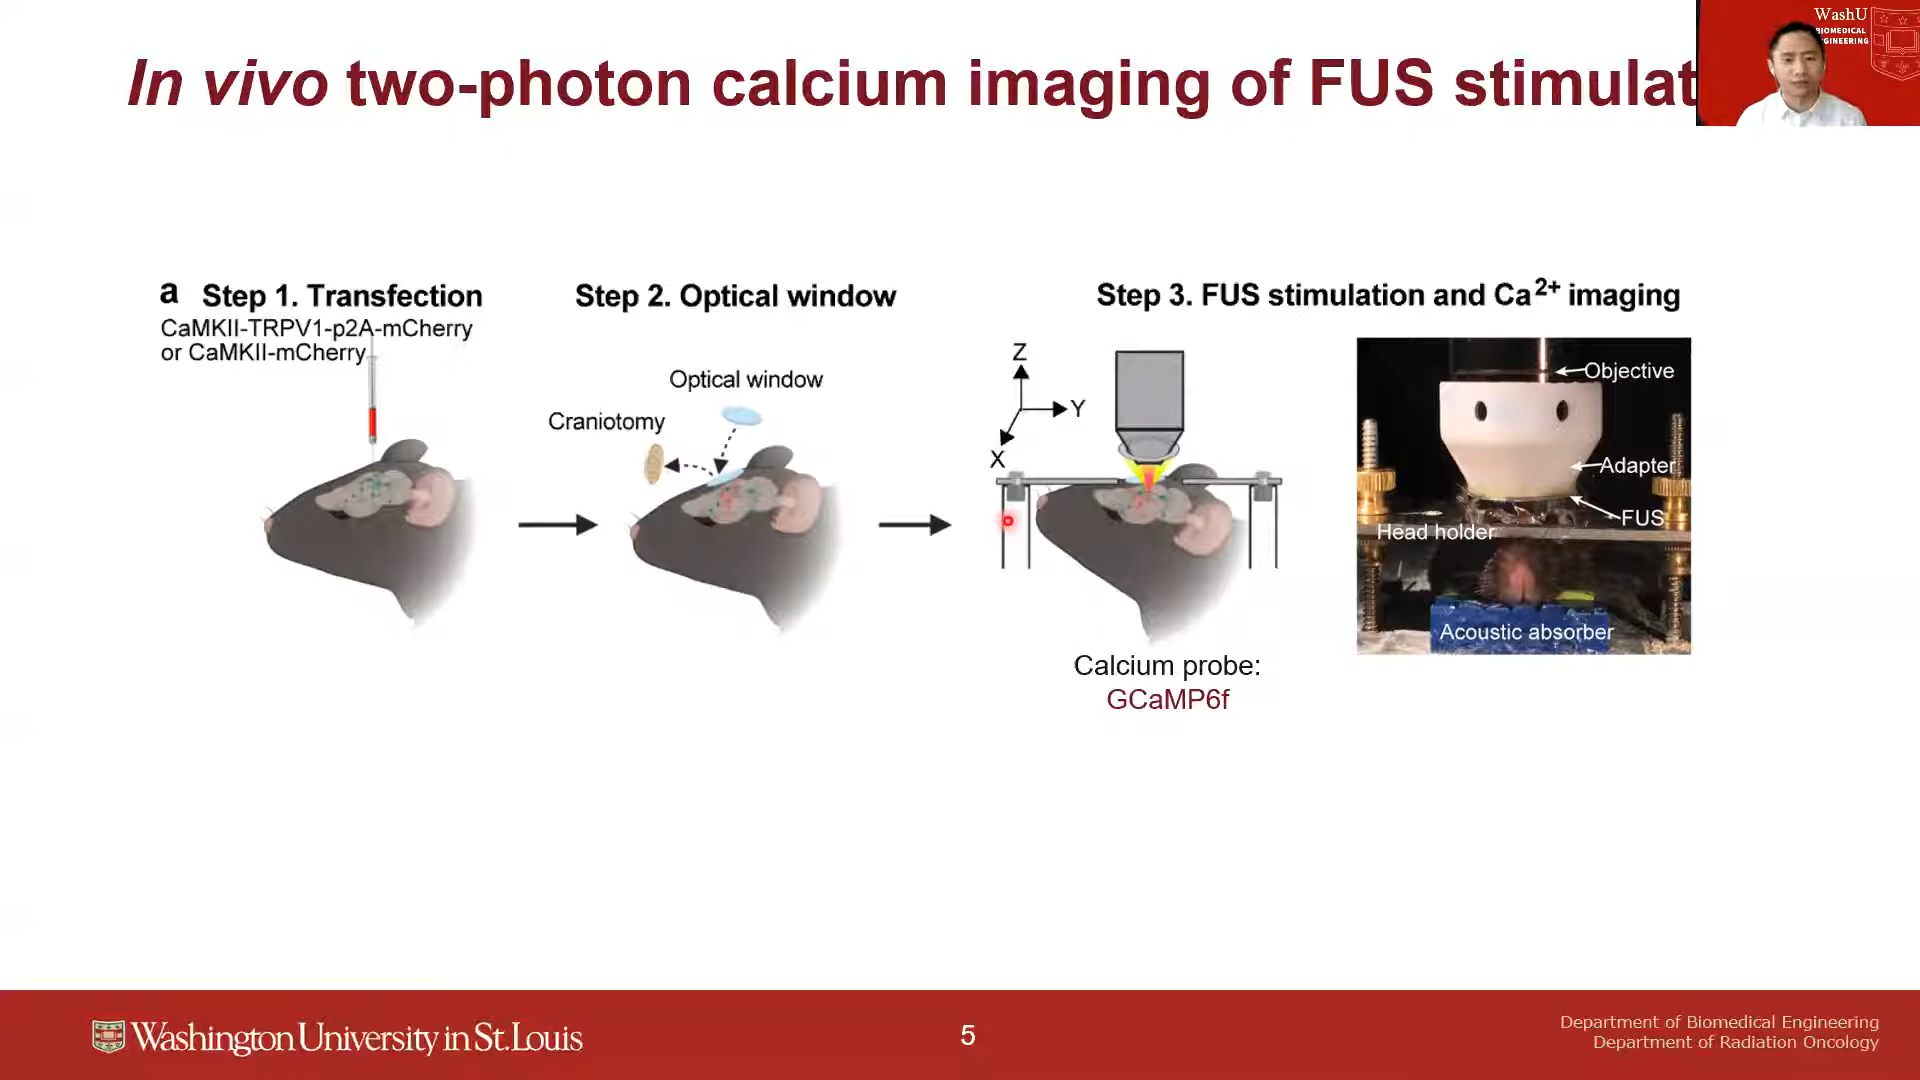 In vivo two-photon calcium imaging of FUS stimulat
WashU
BIOMEDICAL
ENGINEERING
a Step 1. Transfection
CaMKII-TRPV1-p2A-mCherry
or CaMKII-mCherry
Step 2. Optical window
Optical window
Craniotomy
Step 3. FUS stimulation and Ca2+ imaging
Z
Y
X
Calcium probe:
GCaMP6f
Objective
Adapter
FUS
Head holder
Acoustic absorber
Washington University in St. Louis
5
Department of Biomedical Engineering
Department of Radiation Oncology